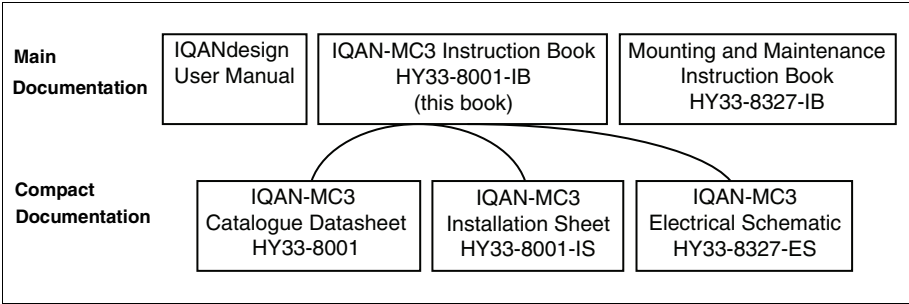 Main
Documentation
IQANdesign
User Manual
IQAN-MC3 Instruction Book
HY33-8001-IB
(this book)
Mounting and Maintenance
Instruction Book
HY33-8327-IB
Compact
Documentation
IQAN-MC3
Catalogue Datasheet
HY33-8001
IQAN-MC3
Installation Sheet
HY33-8001-IS
IQAN-MC3
Electrical Schematic
HY33-8327-ES